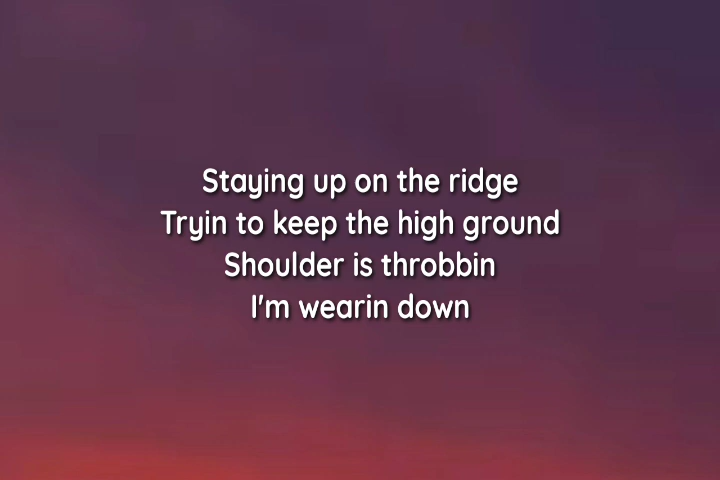 Staying up on the ridge
Tryin to keep the high ground
Shoulder is throbbin
I'm wearin down